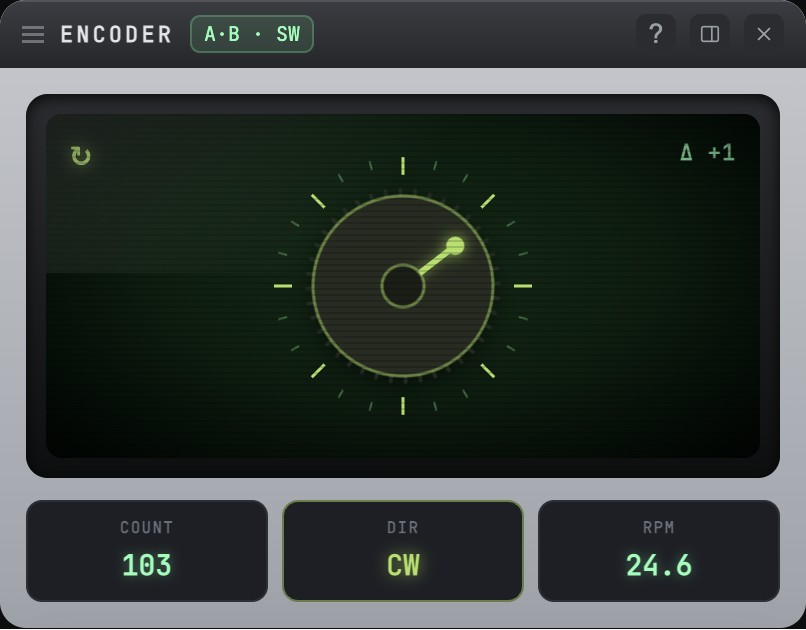 ENCODER
A·B · SW
?
↻
Δ +1
COUNT
103
DIR
CW
RPM
24.6